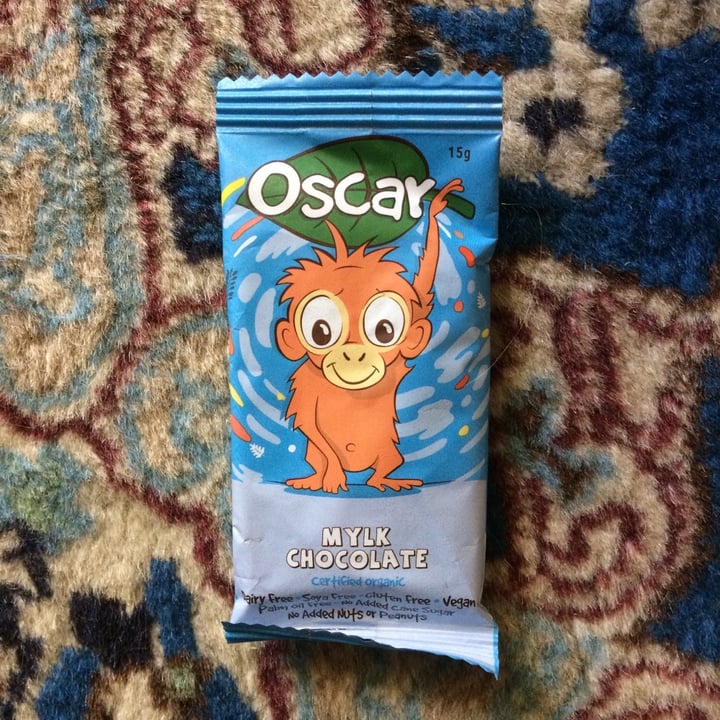 15g
Oscar
MYLK
CHOCOLATE
certified organic
Dairy Free - Soya Free - Gluten Free • Vegan
Palm Oil Free - No Added Cane Sugar
No Added Nuts or Peanuts